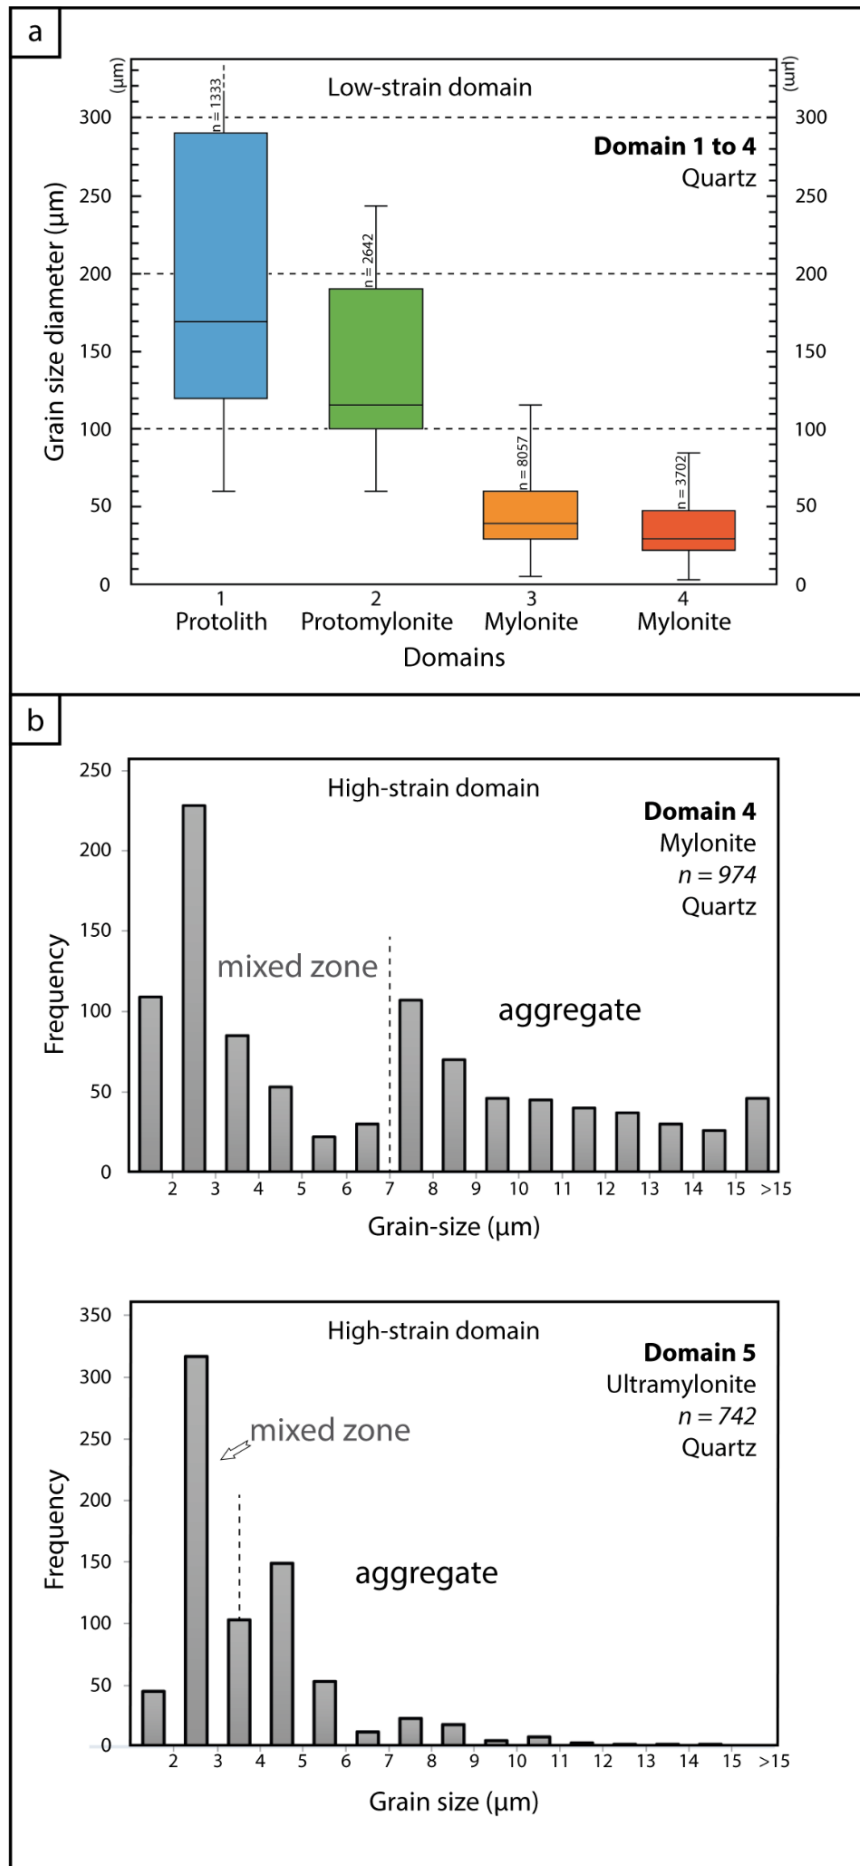 a
(µm)
(µm)
Low-strain domain
n = 1333
300
300
Domain 1 to 4
Quartz
250
250
n = 2642
200
200
150
150
100
100
n = 8057
n = 3702
50
50
0
0
Grain size diameter (µm)
1
2
3
4
Protolith
Protomylonite
Mylonite
Mylonite
Domains
b
250
High-strain domain
Domain 4
Mylonite
n = 974
Quartz
200
150
mixed zone
aggregate
100
50
0
Frequency
2 3 4 5 6 7 8 9 10 11 12 13 14 15 >15
Grain-size (µm)
350
High-strain domain
Domain 5
Ultramylonite
n = 742
Quartz
300
mixed zone
250
200
150
aggregate
100
50
0
Frequency
2 3 4 5 6 7 8 9 10 11 12 13 14 15 >15
Grain size (µm)